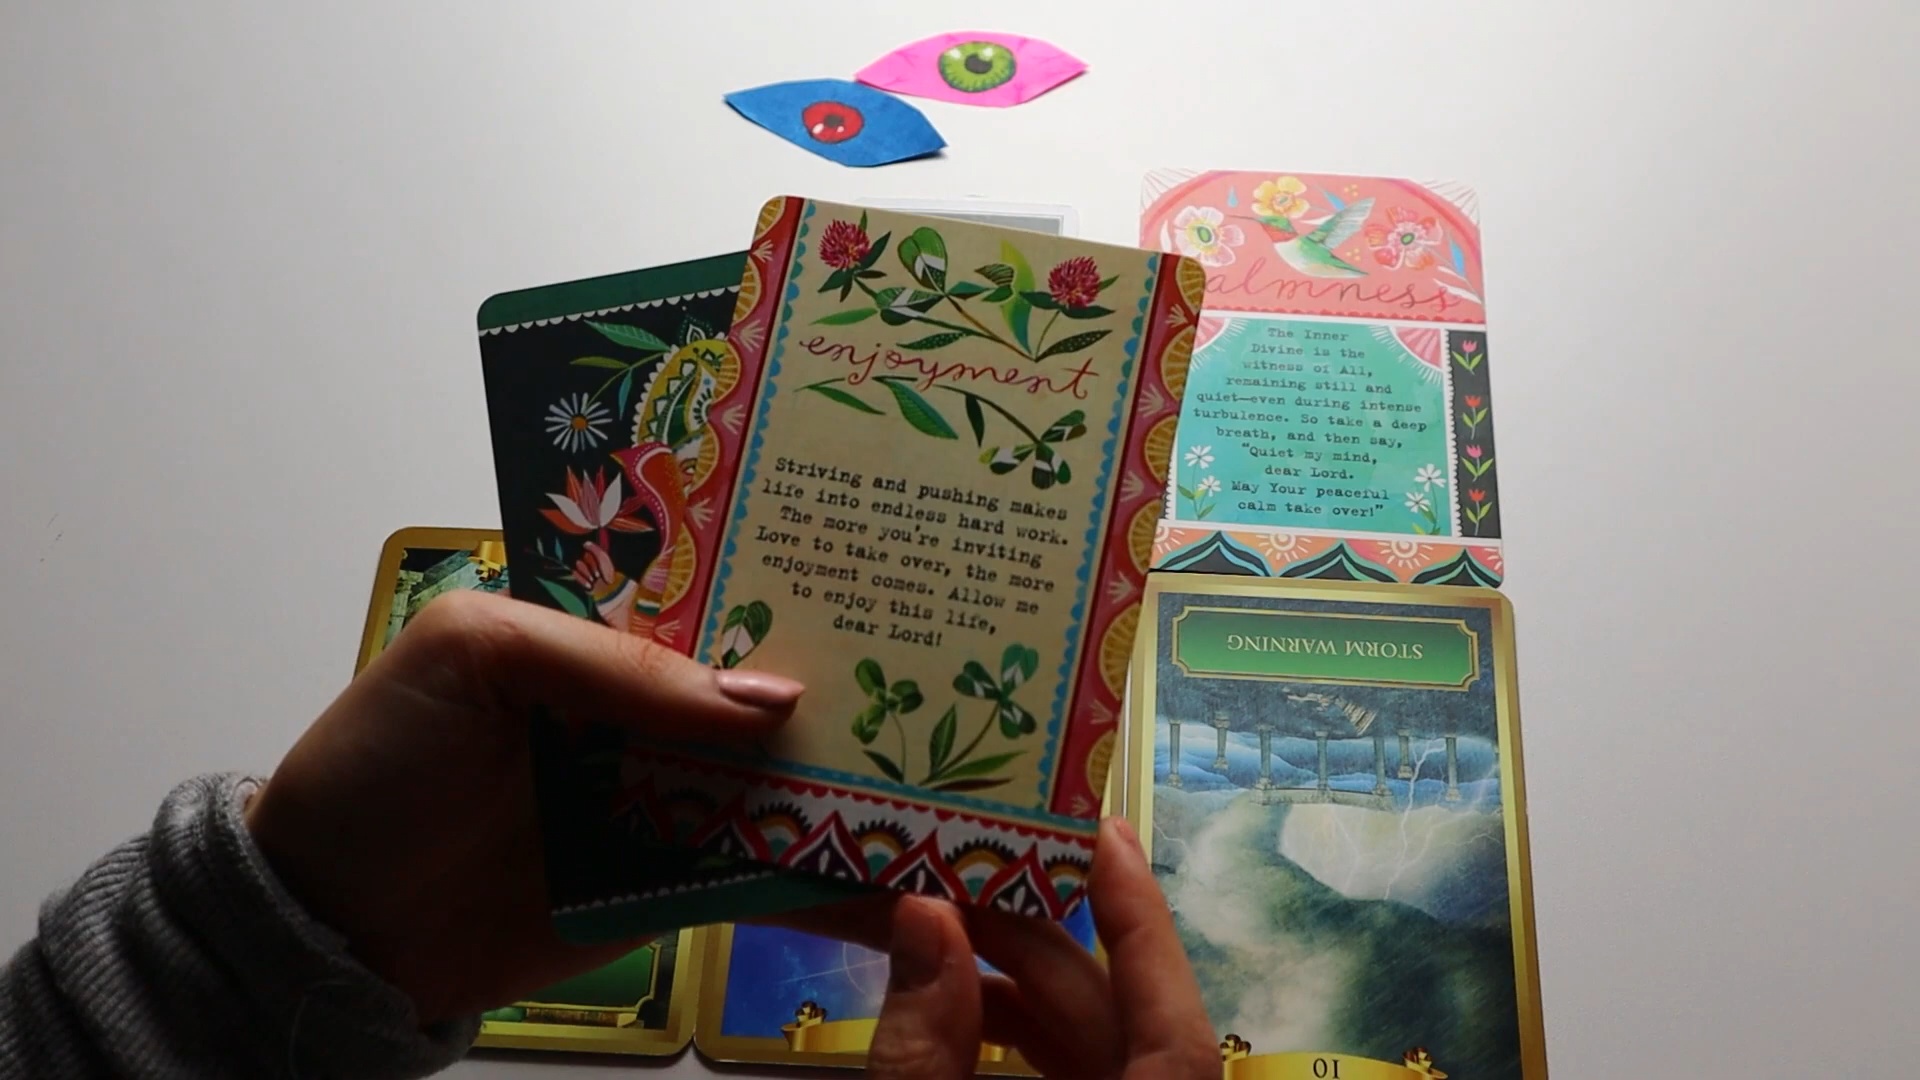 enjoyment
Striving and pushing makes
life into endless hard work.
The more you're inviting
Love to take over, the more
enjoyment comes. Allow me
to enjoy this life,
dear Lord!
almness
The Inner
Divine is the
witness of All,
remaining still and
quiet—even during intense
turbulence. So take a deep
breath, and then say,
"Quiet my mind,
dear Lord.
May Your peaceful
calm take over!"
STORM WARNING
10